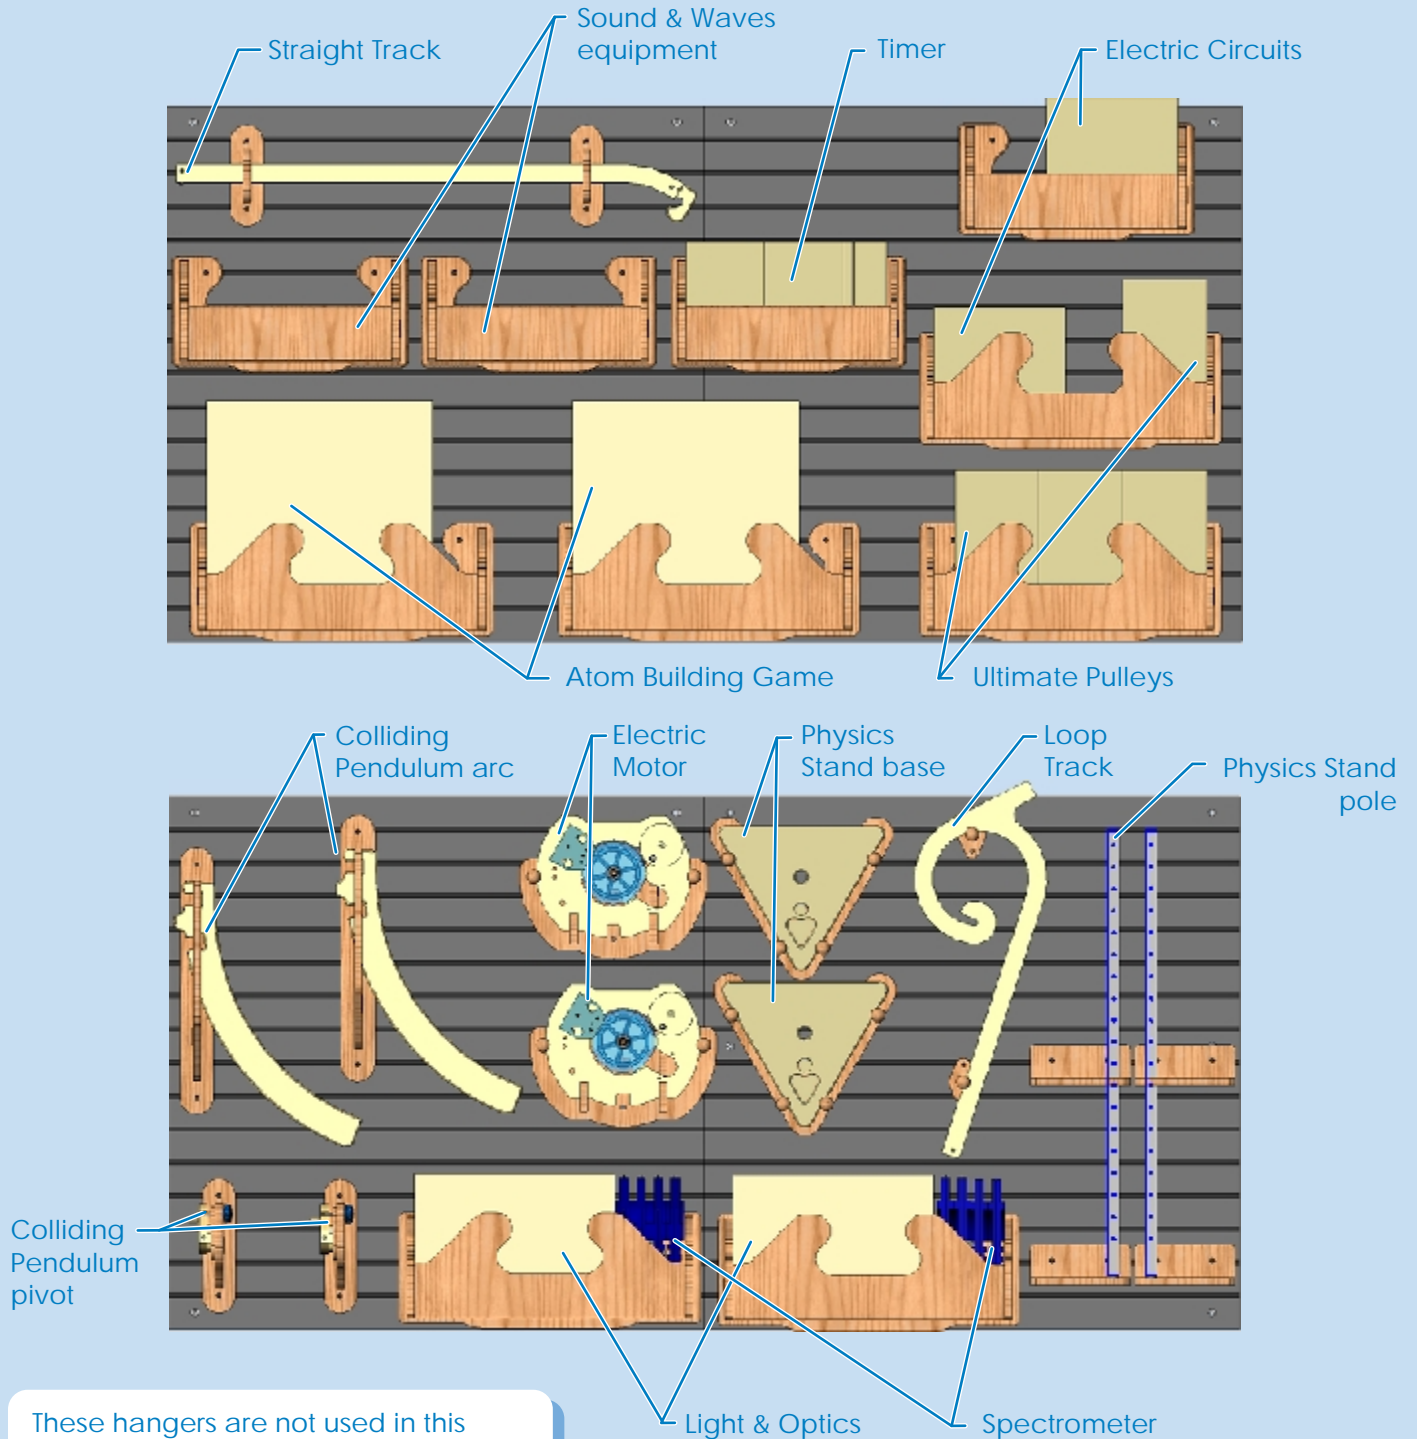 Sound & Waves
equipment
Straight Track
Timer
Electric Circuits
Atom Building Game
Ultimate Pulleys
Colliding
Pendulum arc
Electric
Motor
Physics
Stand base
Loop
Track
Physics Stand
pole
Colliding
Pendulum
pivot
Light & Optics
Spectrometer
These hangers are not used in this